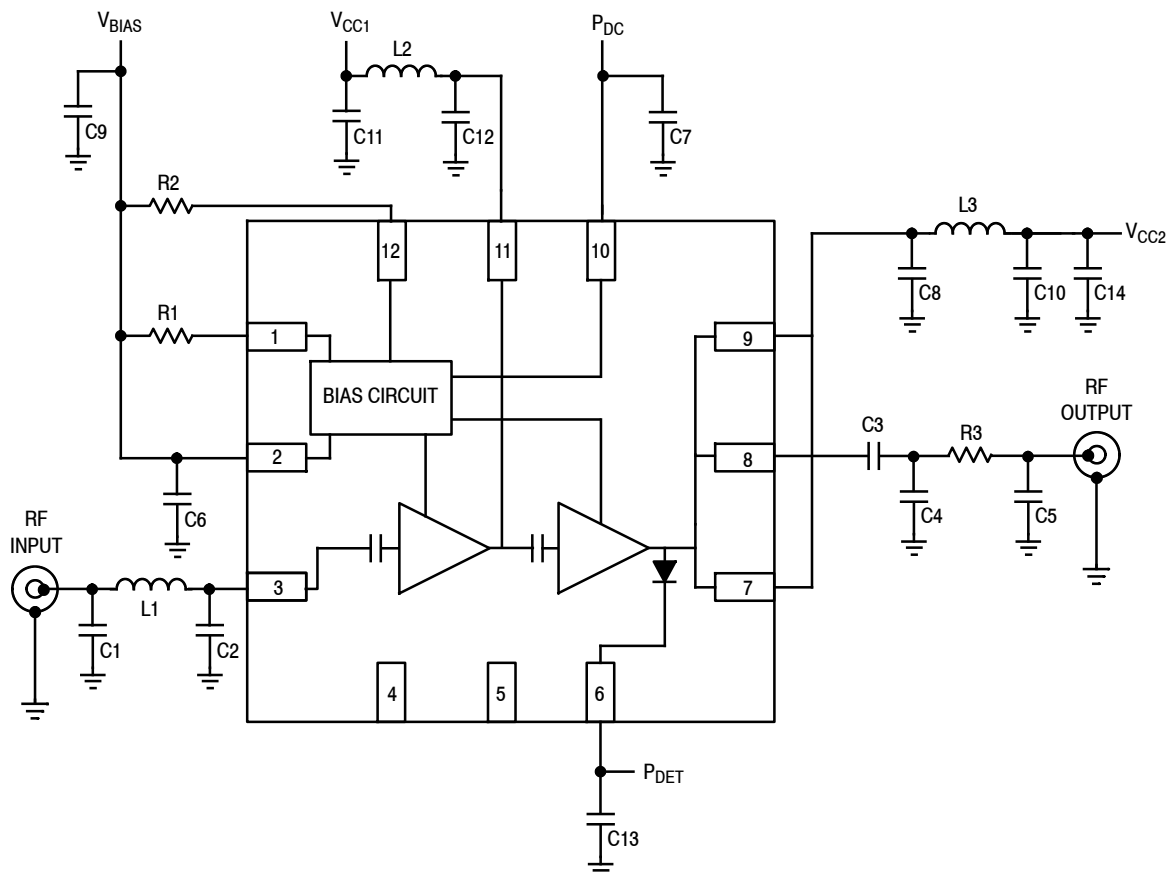 VBIAS
VCC1
L2
PDC
C9
C11
C12
C7
R2
L3
12
11
10
VCC2
C8
C10
C14
R1
1
9
BIAS CIRCUIT
RF
OUTPUT
C3
R3
2
8
C6
C4
C5
RF
INPUT
3
7
L1
C1
C2
4
5
6
PDET
C13